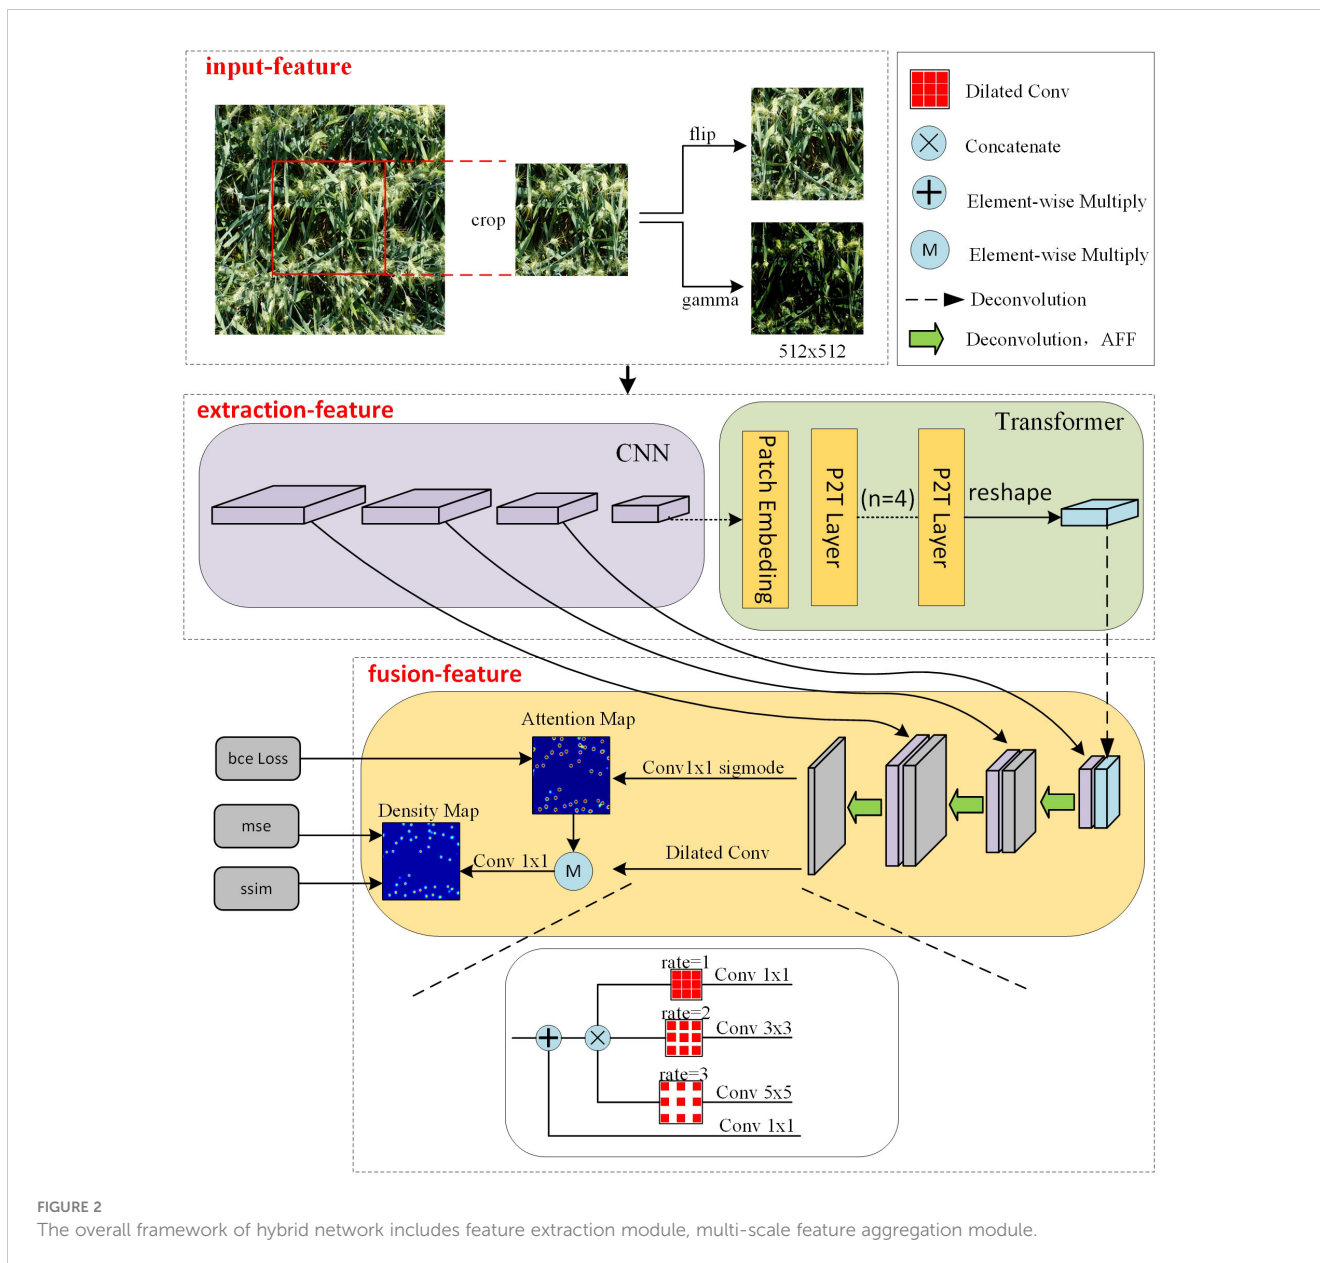 input-feature
crop
flip
gamma
512x512
Dilated Conv
Concatenate
Element-wise Multiply
M
Element-wise Multiply
Deconvolution
Deconvolution，AFF
extraction-feature
CNN
Transformer
Patch Embeding
P2T Layer
(n=4)
P2T Layer
reshape
fusion-feature
Attention Map
bce Loss
Conv1x1 sigmode
Density Map
mse
Conv 1x1
M
Dilated Conv
ssim
rate=1
Conv 1x1
rate=2
Conv 3x3
rate=3
Conv 5x5
Conv 1x1
FIGURE 2
The overall framework of hybrid network includes feature extraction module, multi-scale feature aggregation module.